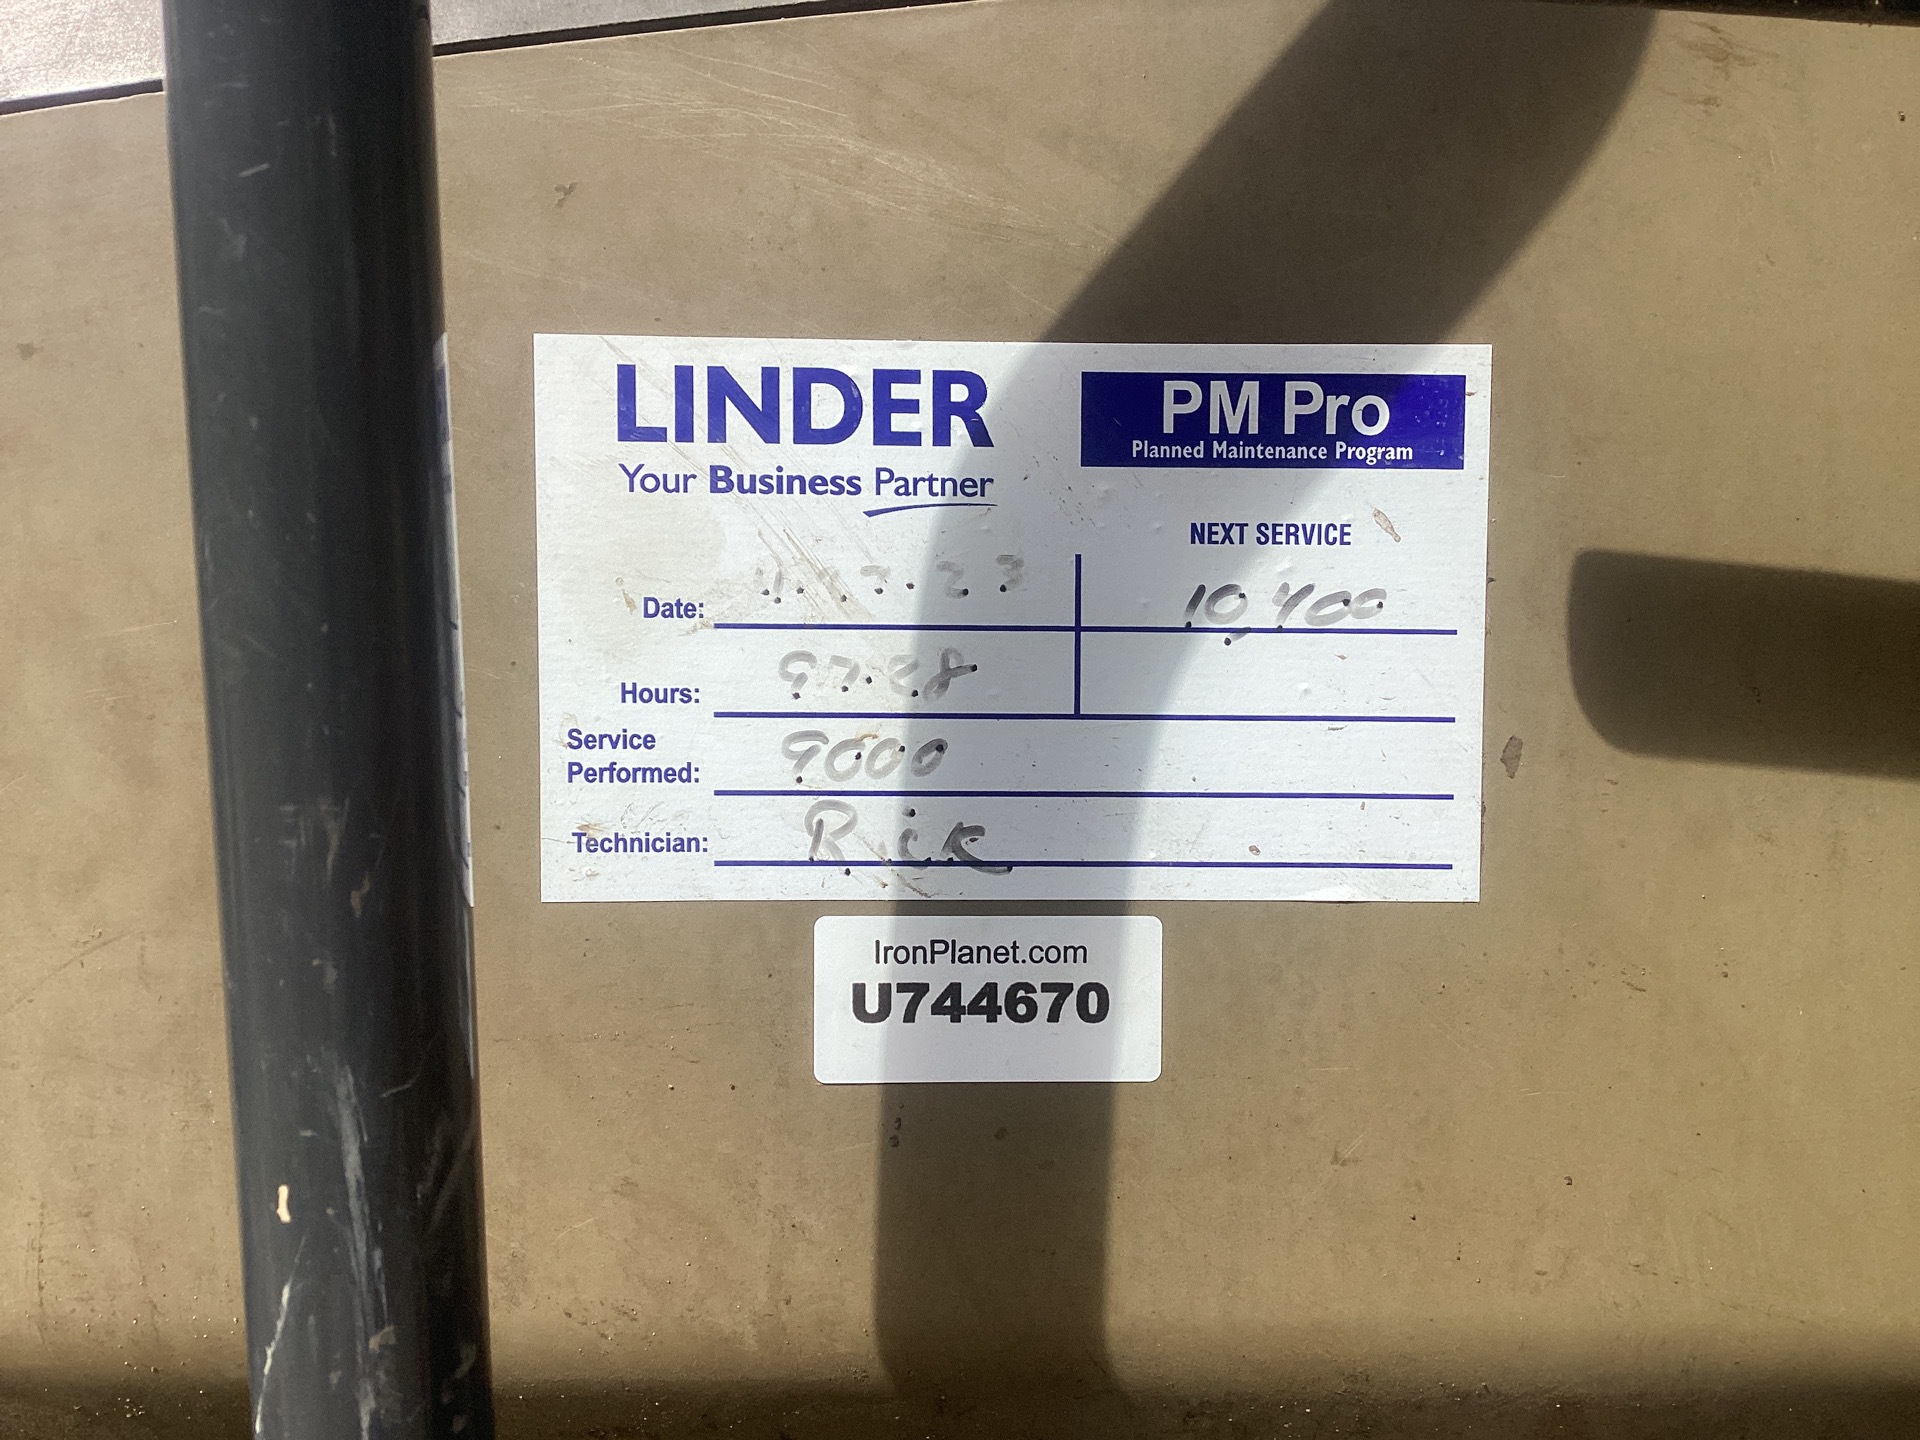 LINDER
Your Business Partner
PM Pro
Planned Maintenance Program
NEXT SERVICE
Date: 10,400
Hours: 9728
Service Performed: 9000
Technician: Rick
IronPlanet.com
U744670